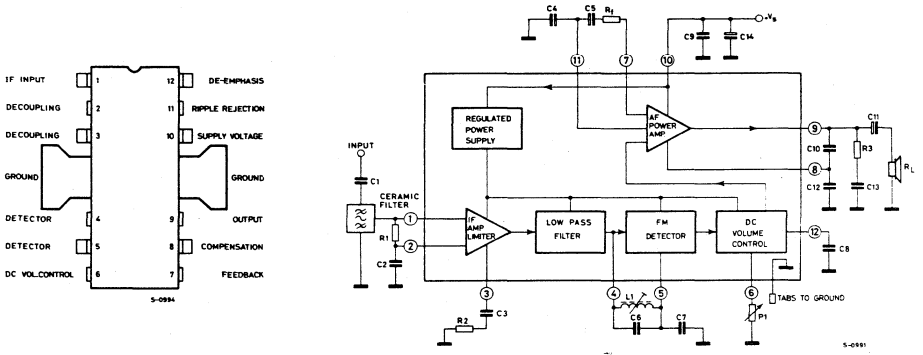 IF INPUT 1 12 DE-EMPHASIS
DECOUPLING 2 11 RIPPLE REJECTION
DECOUPLING 3 10 SUPPLY VOLTAGE
GROUND GROUND
DETECTOR 4 9 OUTPUT
DETECTOR 5 8 COMPENSATION
DC VOL.CONTROL 6 7 FEEDBACK
S-0994
C4 C5 Rf
+Vs
C9 C14
11 7 10
REGULATED
POWER
SUPPLY
AF
POWER
AMP
9 C11
C10 R3
RL
8
C12 C13
INPUT
C1
CERAMIC
FILTER
1
R1
2
C2
IF
AMP
LIMITER
LOW PASS
FILTER
FM
DETECTOR
DC
VOLUME
CONTROL
12
C8
3 4 5 6
L1
TABS TO GROUND
C3
R2
C6 C7
P1
S-0991